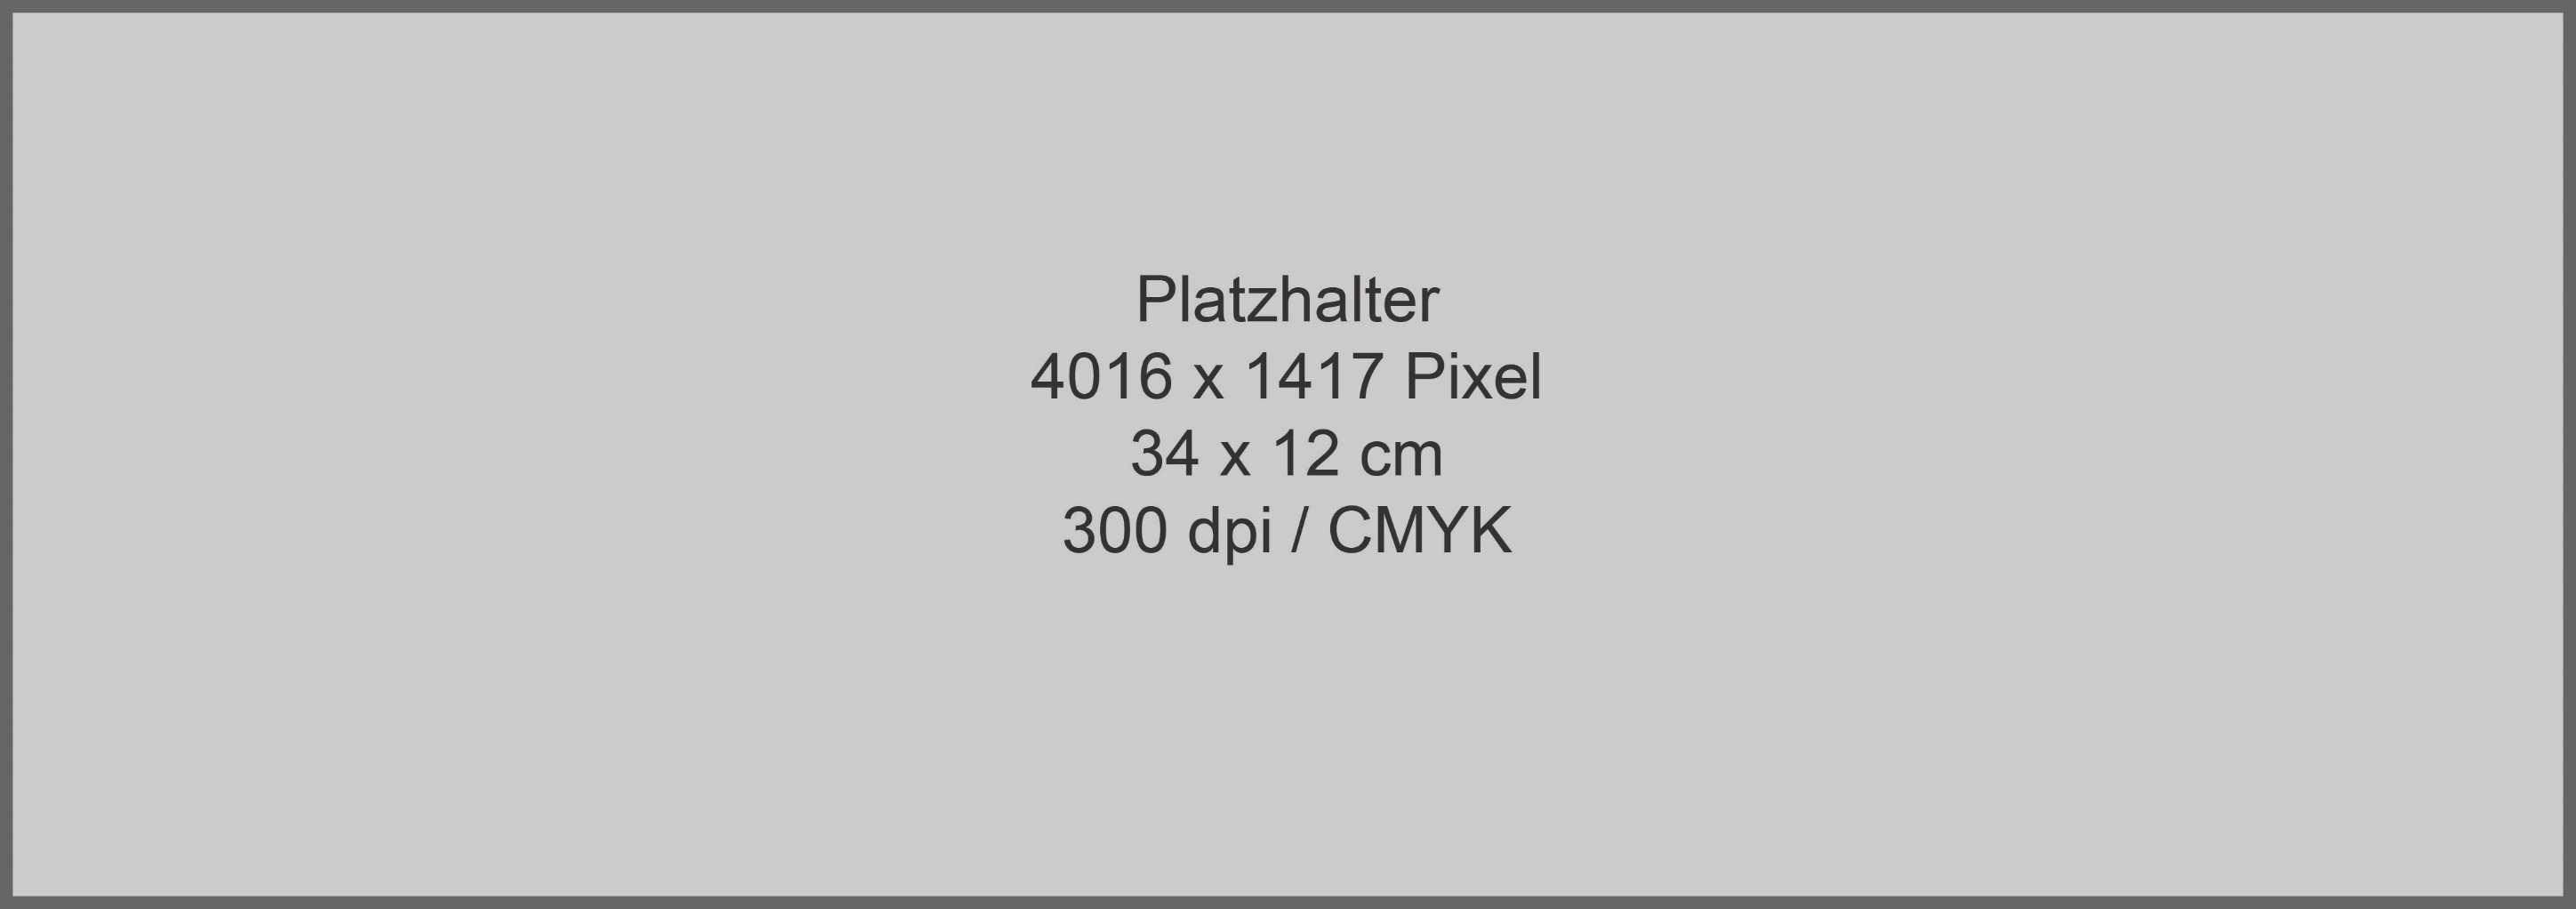 Platzhalter
4016 x 1417 Pixel
34 x 12 cm
300 dpi / CMYK